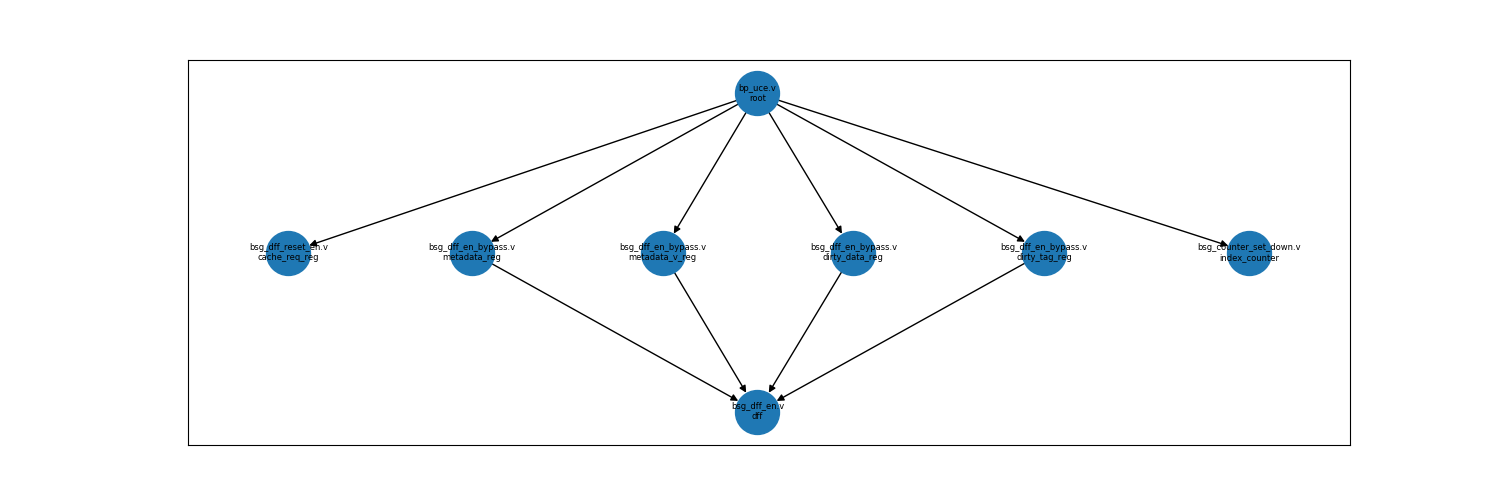 bp_uce.v
root
bsg_dff_reset_en.v
cache_req_reg
bsg_dff_en_bypass.v
metadata_reg
bsg_dff_en_bypass.v
metadata_v_reg
bsg_dff_en_bypass.v
dirty_data_reg
bsg_dff_en_bypass.v
dirty_tag_reg
bsg_counter_set_down.v
index_counter
bsg_dff_en.v
dff